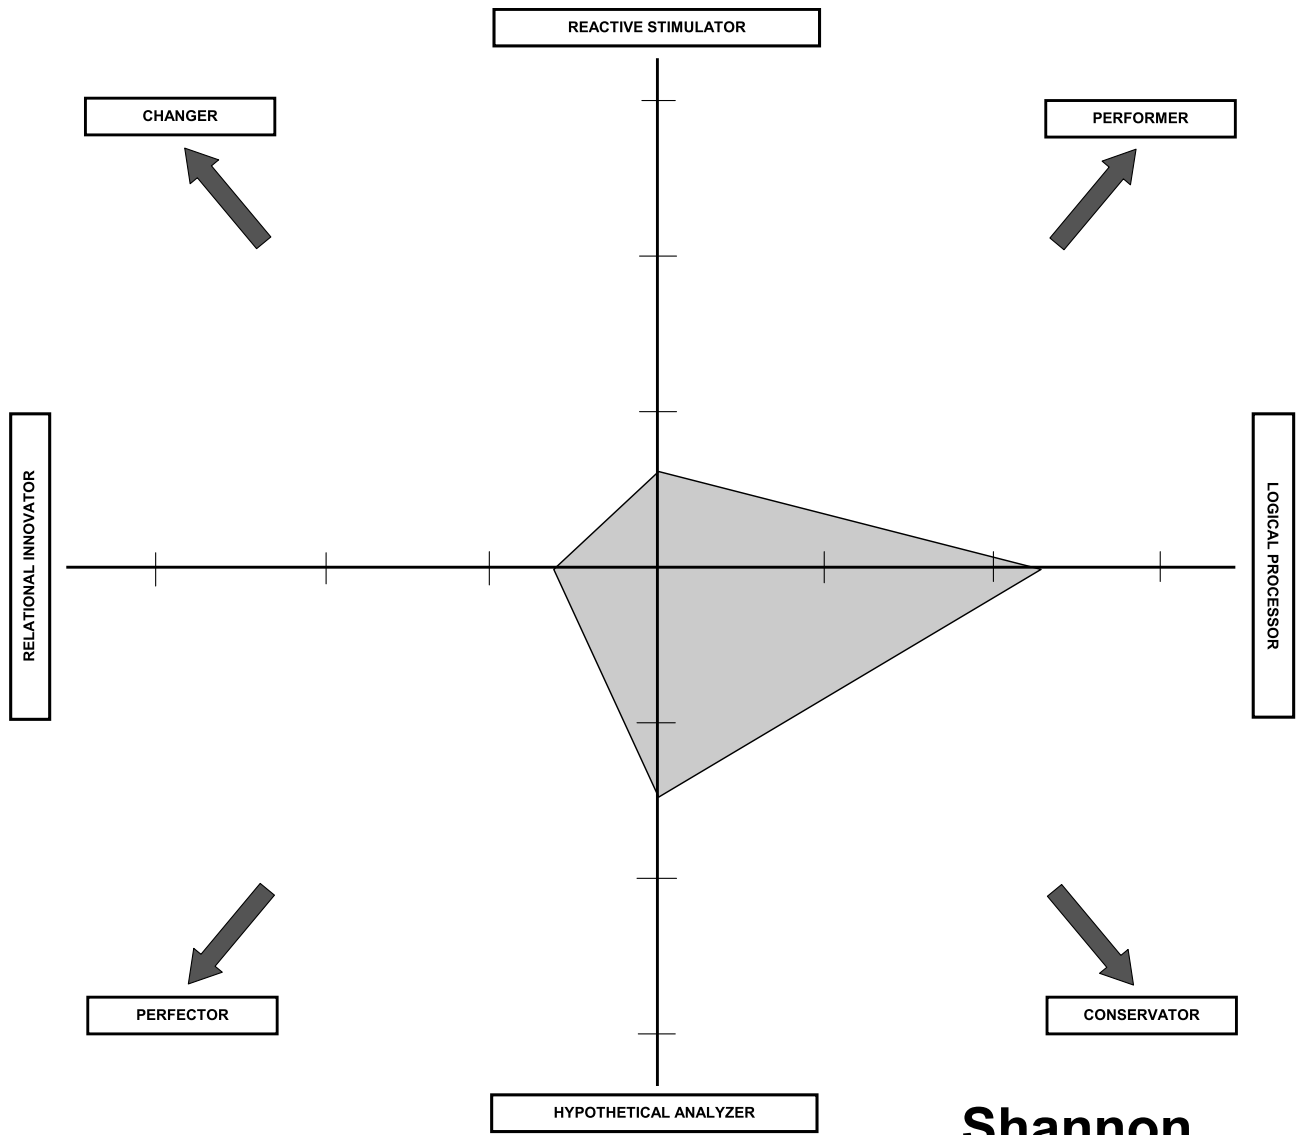 REACTIVE STIMULATOR
CHANGER
PERFORMER
RELATIONAL INNOVATOR
LOGICAL PROCESSOR
PERFECTOR
CONSERVATOR
HYPOTHETICAL ANALYZER
Shannon